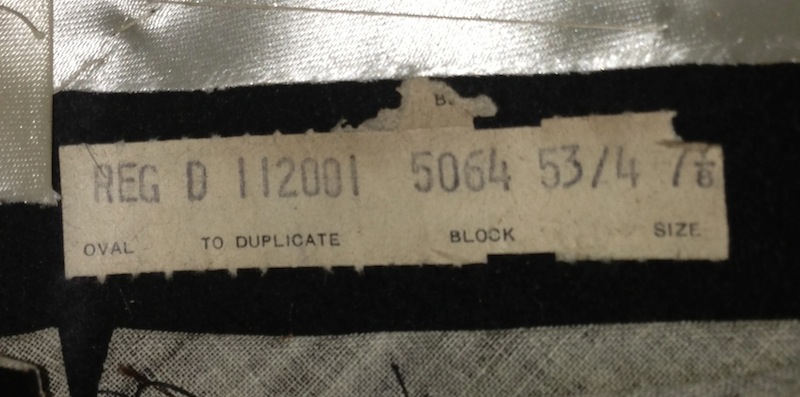 REG D 112001 5064 53/4 7⅛
OVAL TO DUPLICATE BLOCK SIZE